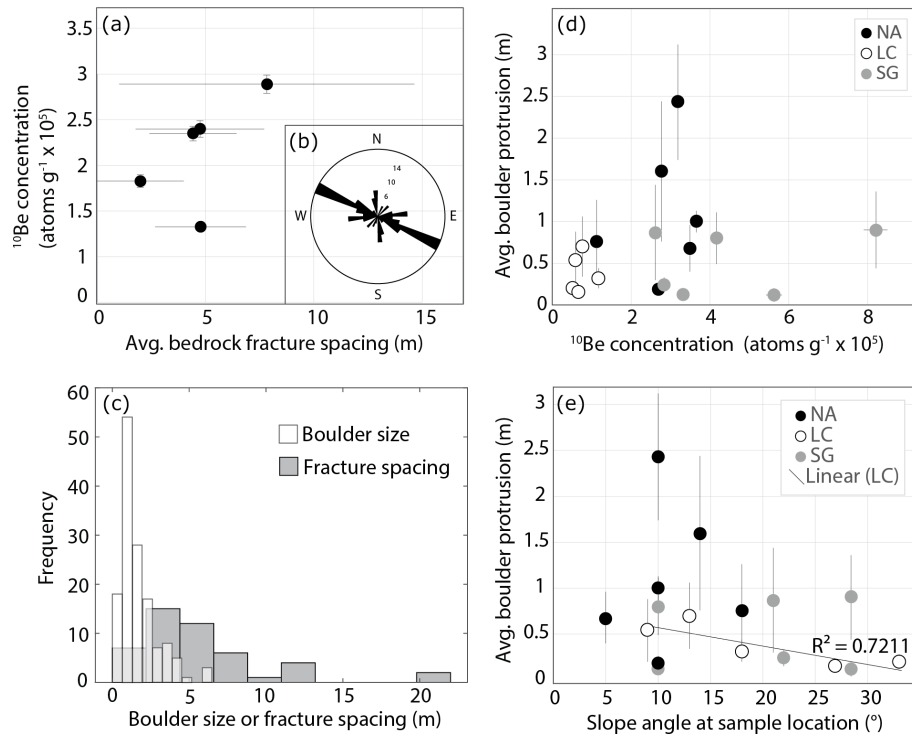 (a)
3.5
3
2.5
2
1.5
1
0
¹⁰Be concentration
(atoms g⁻¹ x 10⁵)
0
5
10
15
Avg. bedrock fracture spacing (m)
(b)
N
14
10
6
W
E
S
(d)
NA
LC
SG
3
2.5
2
1.5
1
0.5
0
Avg. boulder protrusion (m)
2
4
6
8
¹⁰Be concentration (atoms g⁻¹ x 10⁵)
(c)
60
50
40
30
20
10
0
Frequency
Boulder size
Fracture spacing
0
5
10
15
20
Boulder size or fracture spacing (m)
(e)
NA
LC
SG
Linear (LC)
3
2.5
2
1.5
1
0.5
0
Avg. boulder protrusion (m)
R² = 0.7211
0
5
10
15
20
25
30
Slope angle at sample location (°)